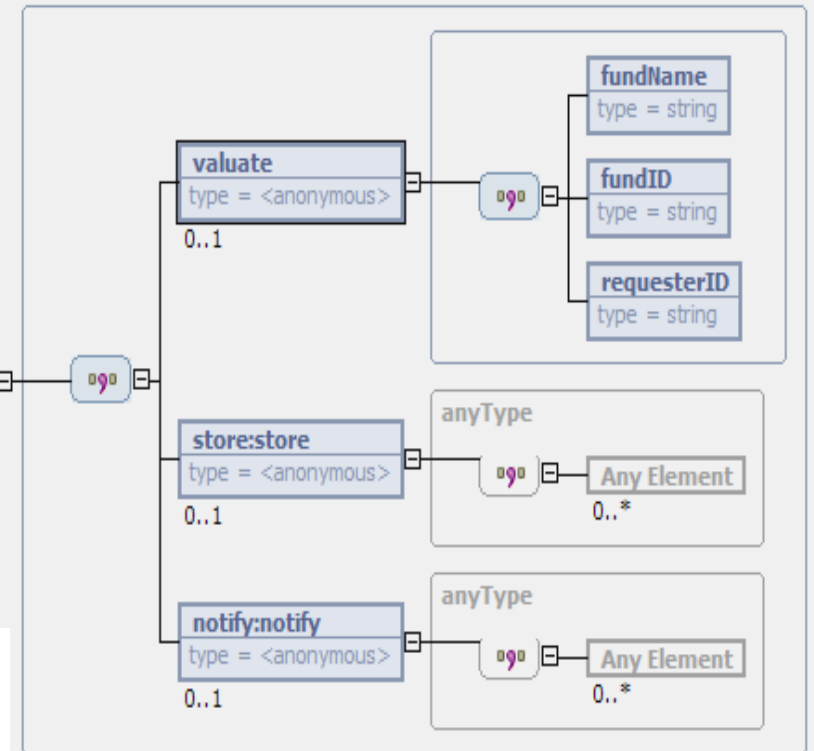 fundName
type = string
valuate
type = <anonymous>
0..1
fundID
type = string
requesterID
type = string
store:store
type = <anonymous>
0..1
anyType
Any Element
0..*
notify:notify
type = <anonymous>
0..1
anyType
Any Element
0..*